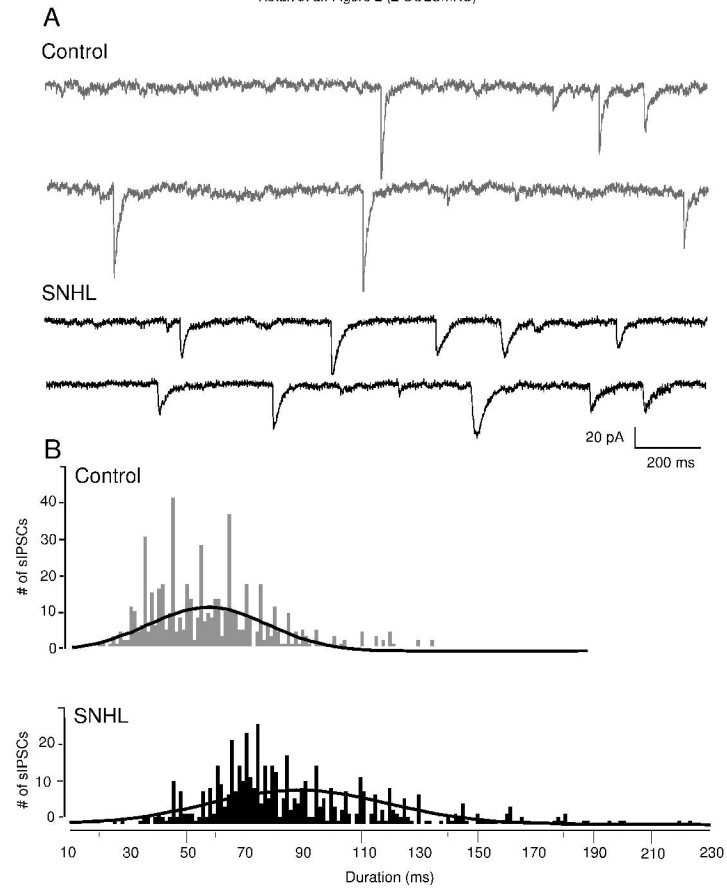 A
Control
SNHL
20 pA
200 ms
B
Control
# of sIPSCs
40
30
20
10
0
SNHL
# of sIPSCs
20
10
0
10 30 50 70 90 110 130 150 170 190 210 230
Duration (ms)